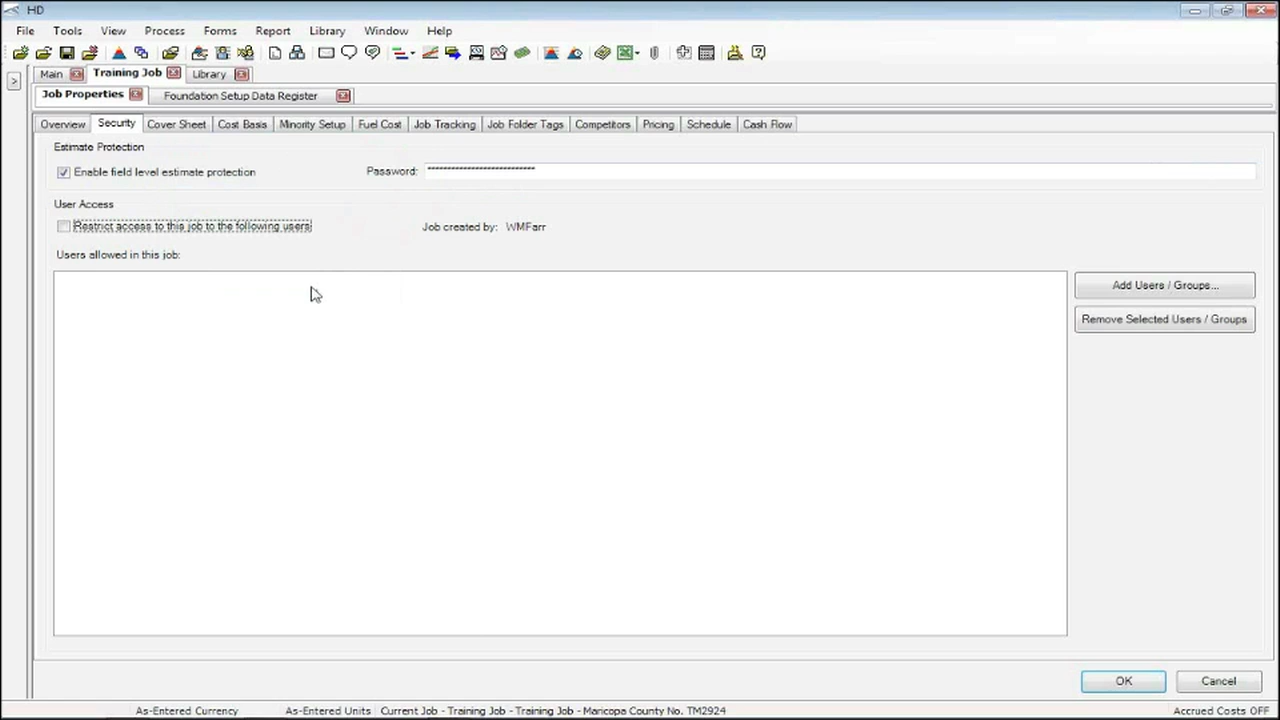 HD
File Tools View Process Forms Report Library Window Help
Main Training Job Library
Job Properties Foundation Setup Data Register
Overview Security Cover Sheet Cost Basis Minority Setup Fuel Cost Job Tracking Job Folder Tags Competitors Pricing Schedule Cash Flow
Estimate Protection
Enable field level estimate protection Password: ****************************
User Access
Restrict access to this job to the following users Job created by: WMFarr
Users allowed in this job:
Add Users / Groups...
Remove Selected Users / Groups
OK Cancel
As-Entered Currency As-Entered Units Current Job - Training Job - Training Job - Maricopa County No. TM2924 Accrued Costs OFF